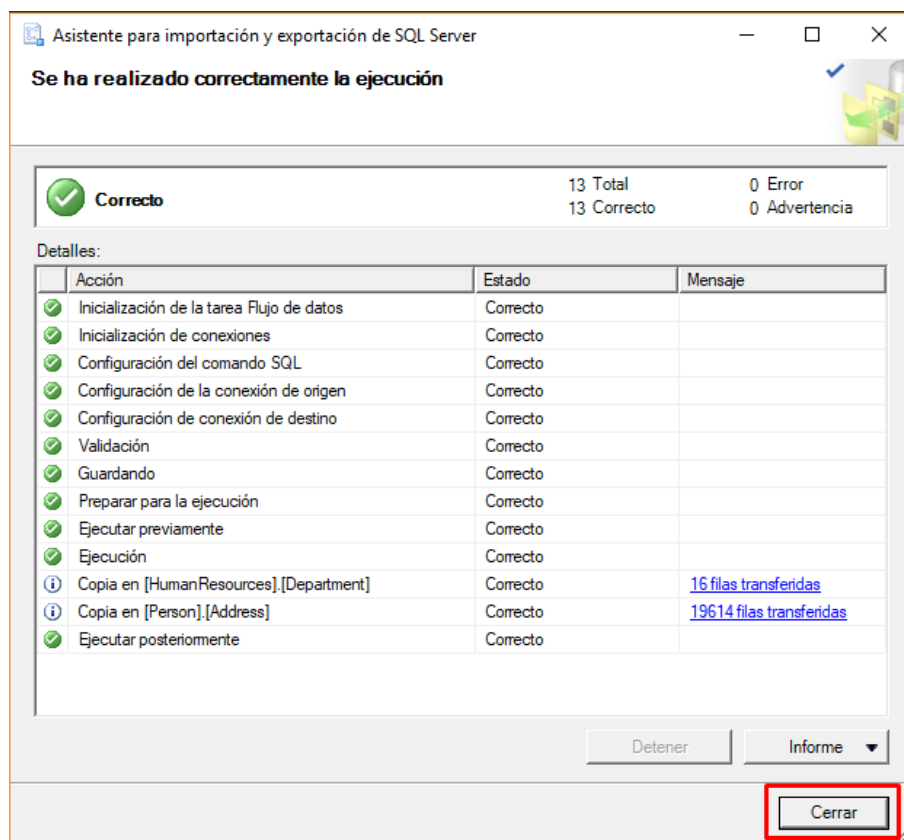 Asistente para importación y exportación de SQL Server
Se ha realizado correctamente la ejecución
Correcto
13 Total
0 Error
13 Correcto
0 Advertencia
Detalles:
Acción Estado Mensaje
Inicialización de la tarea Flujo de datos Correcto
Inicialización de conexiones Correcto
Configuración del comando SQL Correcto
Configuración de la conexión de origen Correcto
Configuración de conexión de destino Correcto
Validación Correcto
Guardando Correcto
Preparar para la ejecución Correcto
Ejecutar previamente Correcto
Ejecución Correcto
Copia en [HumanResources].[Department] Correcto 16 filas transferidas
Copia en [Person].[Address] Correcto 19614 filas transferidas
Ejecutar posteriormente Correcto
Detener Informe
Cerrar